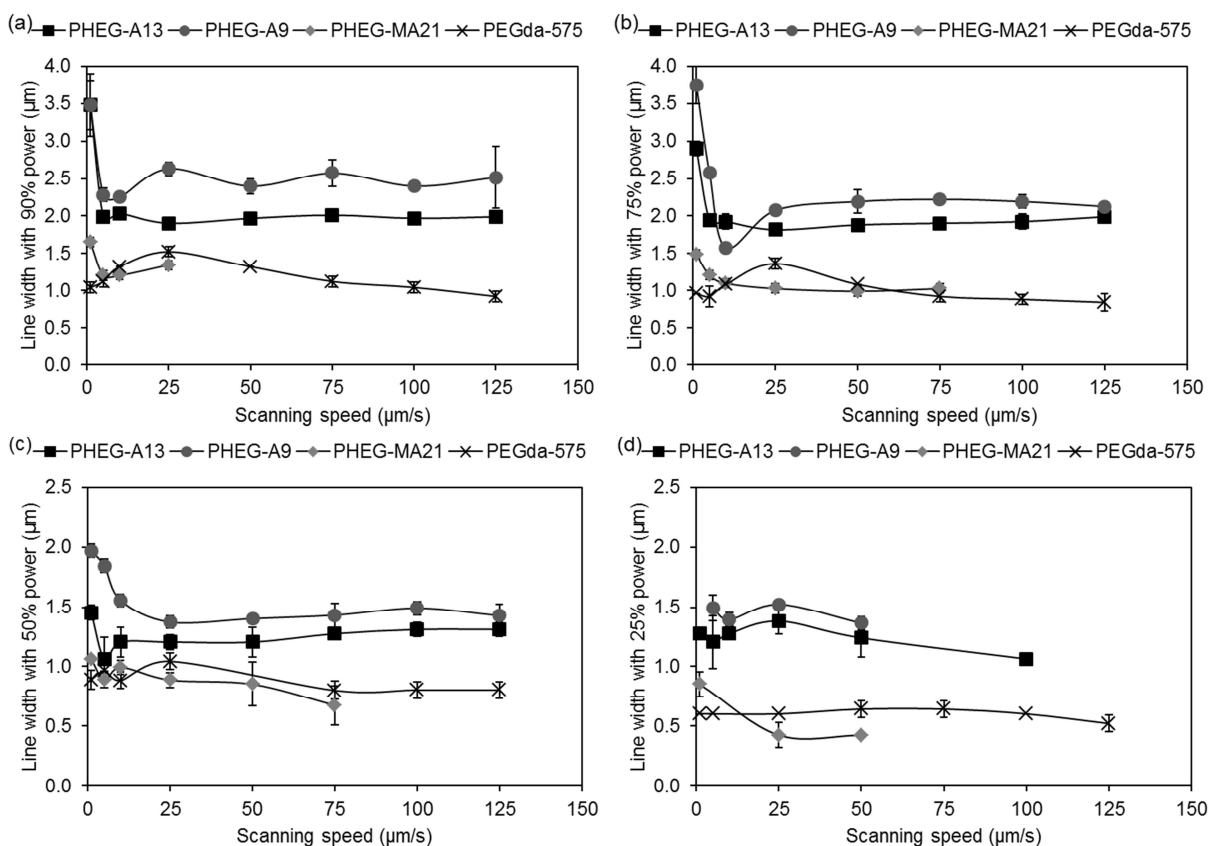 (a) PHEG-A13 PHEG-A9 PHEG-MA21 PEGda-575
Line width with 90% power (µm)
4.0
3.5
3.0
2.5
2.0
1.5
1.0
0.5
0.0
0 25 50 75 100 125 150
Scanning speed (µm/s)
(b) PHEG-A13 PHEG-A9 PHEG-MA21 PEGda-575
Line width with 75% power (µm)
4.0
3.5
3.0
2.5
2.0
1.5
1.0
0.5
0.0
0 25 50 75 100 125 150
Scanning speed (µm/s)
(c) PHEG-A13 PHEG-A9 PHEG-MA21 PEGda-575
Line width with 50% power (µm)
2.5
2.0
1.5
1.0
0.5
0.0
0 25 50 75 100 125 150
Scanning speed (µm/s)
(d) PHEG-A13 PHEG-A9 PHEG-MA21 PEGda-575
Line width with 25% power (µm)
2.5
2.0
1.5
1.0
0.5
0.0
0 25 50 75 100 125 150
Scanning speed (µm/s)